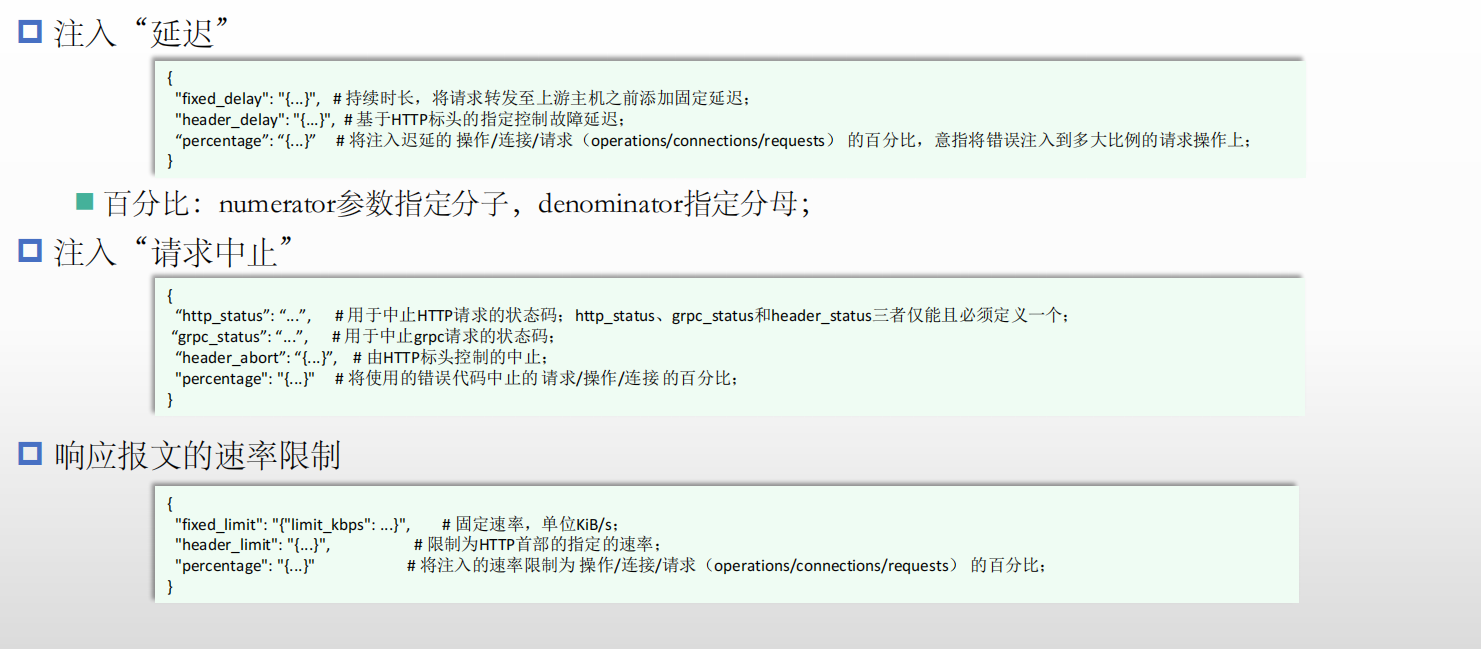 注入“延迟”
{
"fixed_delay": "{...}", # 持续时长，将请求转发至上游主机之前添加固定延迟；
"header_delay": "{...}", # 基于HTTP标头的指定控制故障延迟；
“percentage”: “{...}” # 将注入迟延的 操作/连接/请求（operations/connections/requests） 的百分比，意指将错误注入到多大比例的请求操作上；
}
百分比：numerator参数指定分子，denominator指定分母；
注入“请求中止”
{
“http_status”: “...”, # 用于中止HTTP请求的状态码；http_status、grpc_status和header_status三者仅能且必须定义一个；
“grpc_status”: “...”, # 用于中止grpc请求的状态码；
“header_abort”: “{...}”, # 由HTTP标头控制的中止；
"percentage": "{...}" # 将使用的错误代码中止的 请求/操作/连接 的百分比；
}
响应报文的速率限制
{
"fixed_limit": "{"limit_kbps": ...}", # 固定速率，单位KiB/s；
"header_limit": "{...}", # 限制为HTTP首部的指定的速率；
"percentage": "{...}" # 将注入的速率限制为 操作/连接/请求（operations/connections/requests） 的百分比；
}